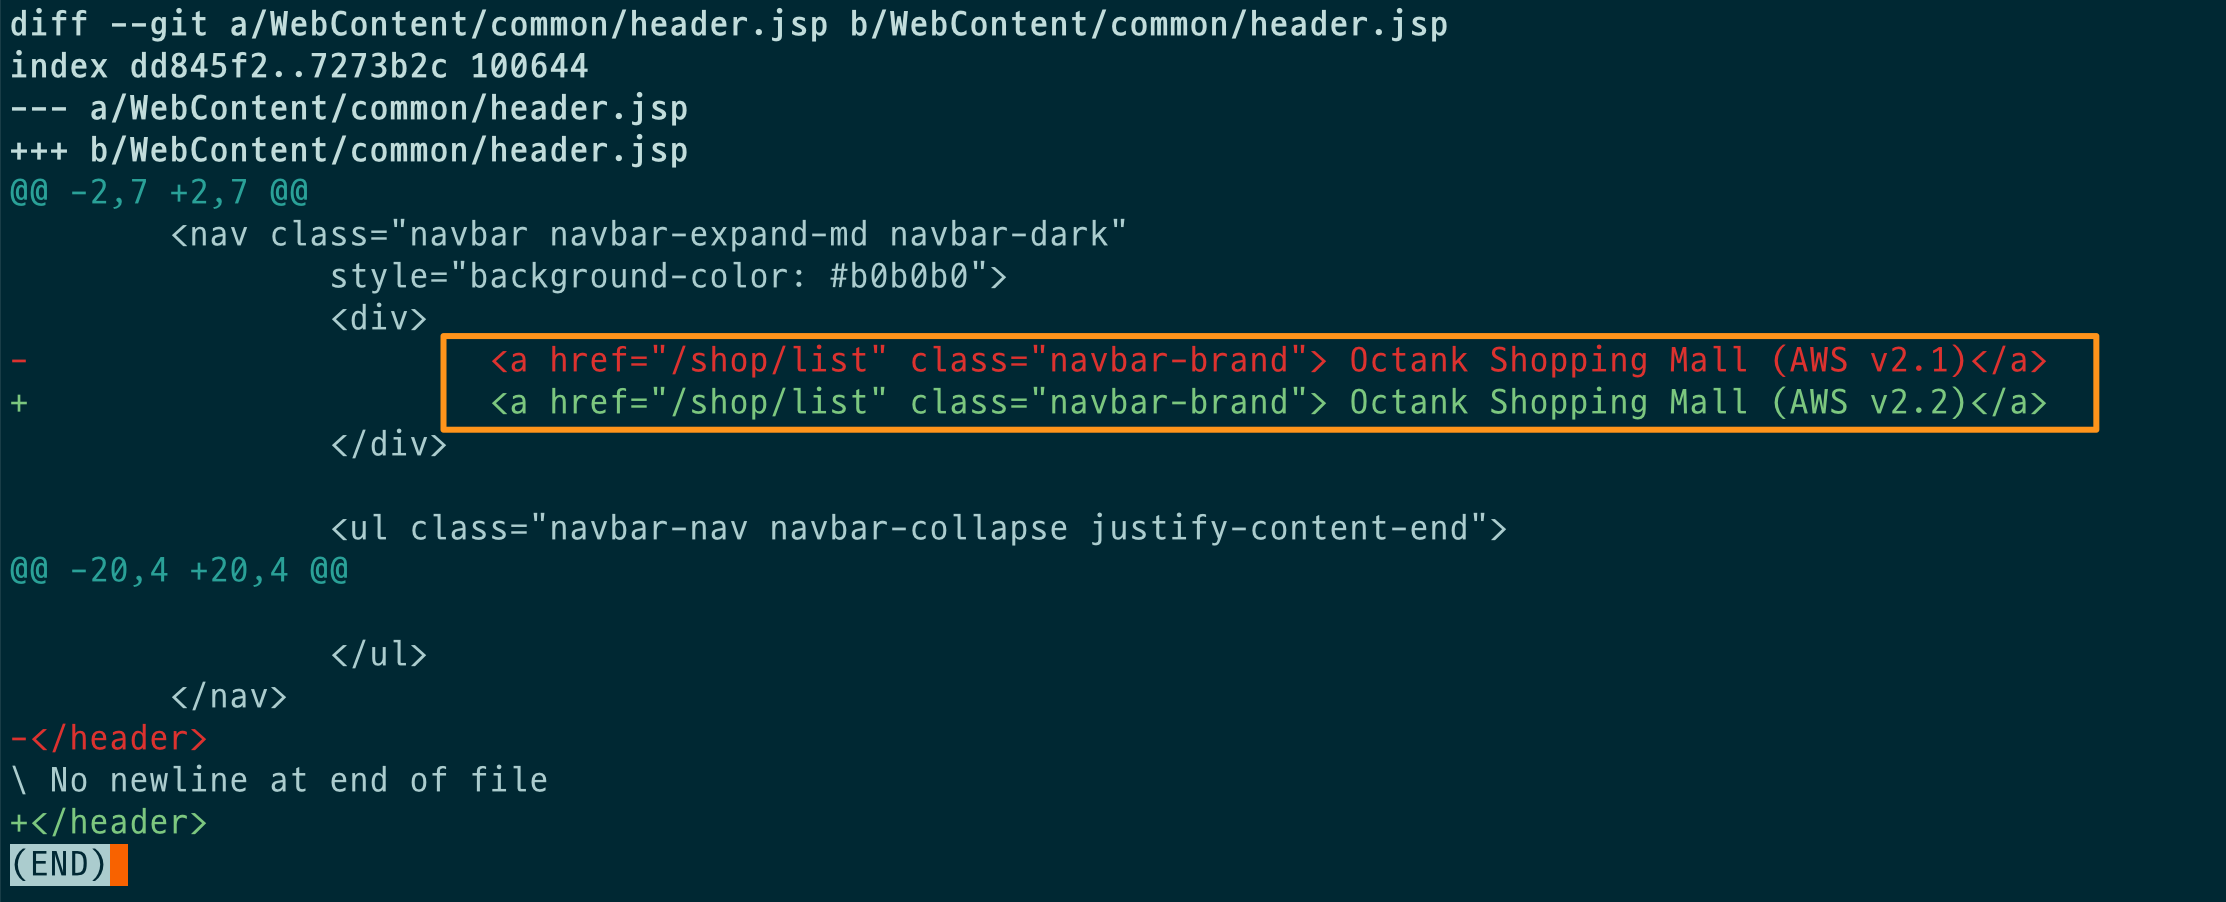 diff --git a/WebContent/common/header.jsp b/WebContent/common/header.jsp
index dd845f2..7273b2c 100644
--- a/WebContent/common/header.jsp
+++ b/WebContent/common/header.jsp
@@ -2,7 +2,7 @@
        <nav class="navbar navbar-expand-md navbar-dark"
                style="background-color: #b0b0b0">
                <div>
-                       <a href="/shop/list" class="navbar-brand"> Octank Shopping Mall (AWS v2.1)</a>
+                       <a href="/shop/list" class="navbar-brand"> Octank Shopping Mall (AWS v2.2)</a>
                </div>
                <ul class="navbar-nav navbar-collapse justify-content-end">
@@ -20,4 +20,4 @@
                </ul>
        </nav>
-</header>
\ No newline at end of file
+</header>
(END)